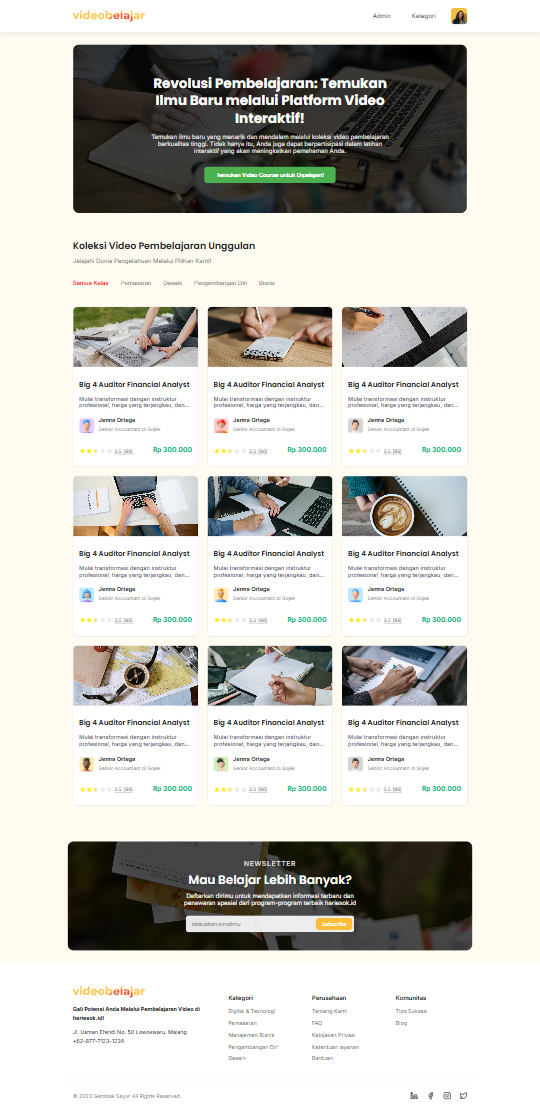 videobelajar
Admin
Kategori
Revolusi Pembelajaran: Temukan
Ilmu Baru melalui Platform Video
Interaktif!
Temukan ilmu baru yang menarik dan mendalam melalui koleksi video pembelajaran
berkualitas tinggi. Tidak hanya itu, Anda juga dapat berpartisipasi dalam latihan
interaktif yang akan meningkatkan pemahaman Anda.
Temukan Video Course untuk Dipelajari!
Koleksi Video Pembelajaran Unggulan
Jelajahi Dunia Pengetahuan Melalui Pilihan Kami!
Semua Kelas
Pemasaran
Desain
Pengembangan Diri
Bisnis
Big 4 Auditor Financial Analyst
Mulai transformasi dengan instruktur
profesional, harga yang terjangkau, dan...
Jenna Ortega
Senior Accountant di Gojek
3.5 (86)
Rp 300.000
Big 4 Auditor Financial Analyst
Mulai transformasi dengan instruktur
profesional, harga yang terjangkau, dan...
Jenna Ortega
Senior Accountant di Gojek
3.5 (86)
Rp 300.000
Big 4 Auditor Financial Analyst
Mulai transformasi dengan instruktur
profesional, harga yang terjangkau, dan...
Jenna Ortega
Senior Accountant di Gojek
3.5 (86)
Rp 300.000
Big 4 Auditor Financial Analyst
Mulai transformasi dengan instruktur
profesional, harga yang terjangkau, dan...
Jenna Ortega
Senior Accountant di Gojek
3.5 (86)
Rp 300.000
Big 4 Auditor Financial Analyst
Mulai transformasi dengan instruktur
profesional, harga yang terjangkau, dan...
Jenna Ortega
Senior Accountant di Gojek
3.5 (86)
Rp 300.000
Big 4 Auditor Financial Analyst
Mulai transformasi dengan instruktur
profesional, harga yang terjangkau, dan...
Jenna Ortega
Senior Accountant di Gojek
3.5 (86)
Rp 300.000
Big 4 Auditor Financial Analyst
Mulai transformasi dengan instruktur
profesional, harga yang terjangkau, dan...
Jenna Ortega
Senior Accountant di Gojek
3.5 (86)
Rp 300.000
Big 4 Auditor Financial Analyst
Mulai transformasi dengan instruktur
profesional, harga yang terjangkau, dan...
Jenna Ortega
Senior Accountant di Gojek
3.5 (86)
Rp 300.000
Big 4 Auditor Financial Analyst
Mulai transformasi dengan instruktur
profesional, harga yang terjangkau, dan...
Jenna Ortega
Senior Accountant di Gojek
3.5 (86)
Rp 300.000
NEWSLETTER
Mau Belajar Lebih Banyak?
Daftarkan dirimu untuk mendapatkan informasi terbaru dan
penawaran spesial dari program-program terbaik hariesok.id
Masukkan Emailmu
Subscribe
videobelajar
Gali Potensi Anda Melalui Pembelajaran Video di
hariesok.id!
Jl. Usman Effendi No. 50 Lowokwaru, Malang
+62-877-7123-1234
Kategori
Digital & Teknologi
Pemasaran
Manajemen Bisnis
Pengembangan Diri
Desain
Perusahaan
Tentang Kami
FAQ
Kebijakan Privasi
Ketentuan layanan
Bantuan
Komunitas
Tips Sukses
Blog
© 2023 Gerobak Sayur All Rights Reserved.